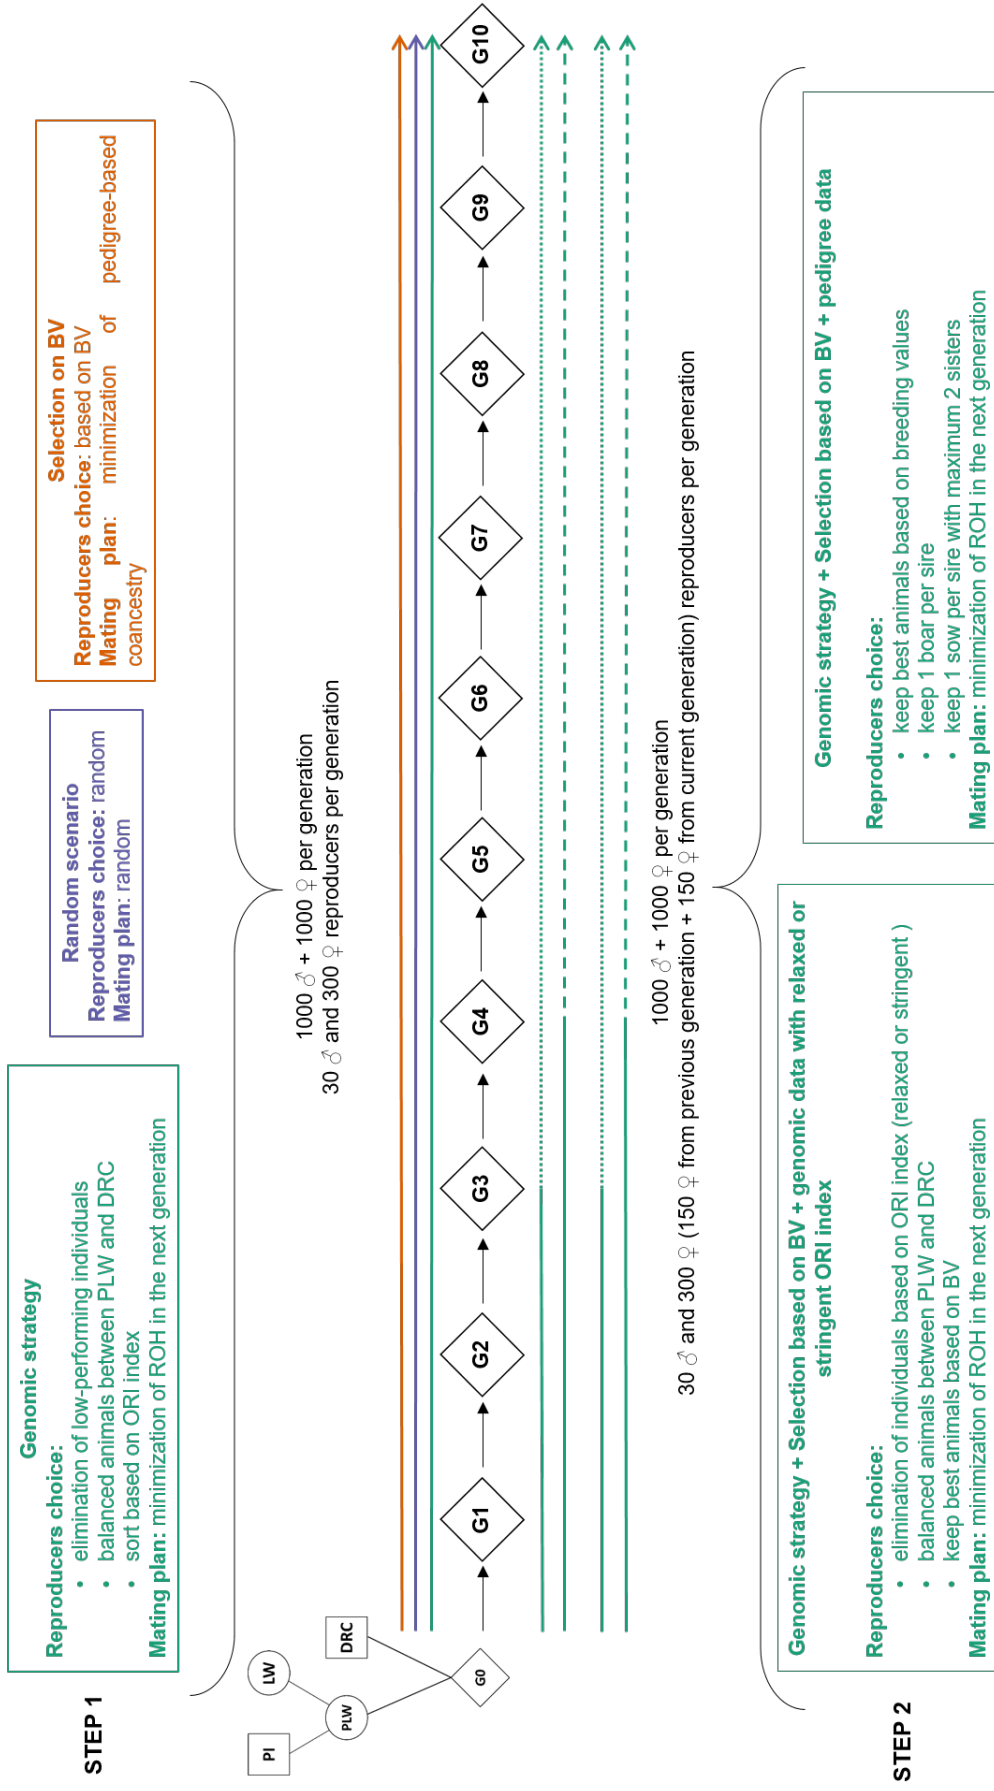 STEP 1
Genomic strategy
Reproducers choice:
• elimination of low-performing individuals
• balanced animals between PLW and DRC
• sort based on ORI index
Mating plan: minimization of ROH in the next generation
Random scenario
Reproducers choice: random
Mating plan: random
Selection on BV
Reproducers choice: based on BV
Mating plan: minimization of pedigree-based
coancestry
1000 ♂ + 1000 ♀ per generation
30 ♂ and 300 ♀ reproducers per generation
PI
LW
PLW
DRC
G0
G1
G2
G3
G4
G5
G6
G7
G8
G9
G10
1000 ♂ + 1000 ♀ per generation
30 ♂ and 300 ♀ (150 ♀ from previous generation + 150 ♀ from current generation) reproducers per generation
STEP 2
Genomic strategy + Selection based on BV + genomic data with relaxed or
stringent ORI index
Reproducers choice:
• elimination of individuals based on ORI index (relaxed or stringent )
• balanced animals between PLW and DRC
• keep best animals based on BV
Mating plan: minimization of ROH in the next generation
Genomic strategy + Selection based on BV + pedigree data
Reproducers choice:
• keep best animals based on breeding values
• keep 1 boar per sire
• keep 1 sow per sire with maximum 2 sisters
Mating plan: minimization of ROH in the next generation